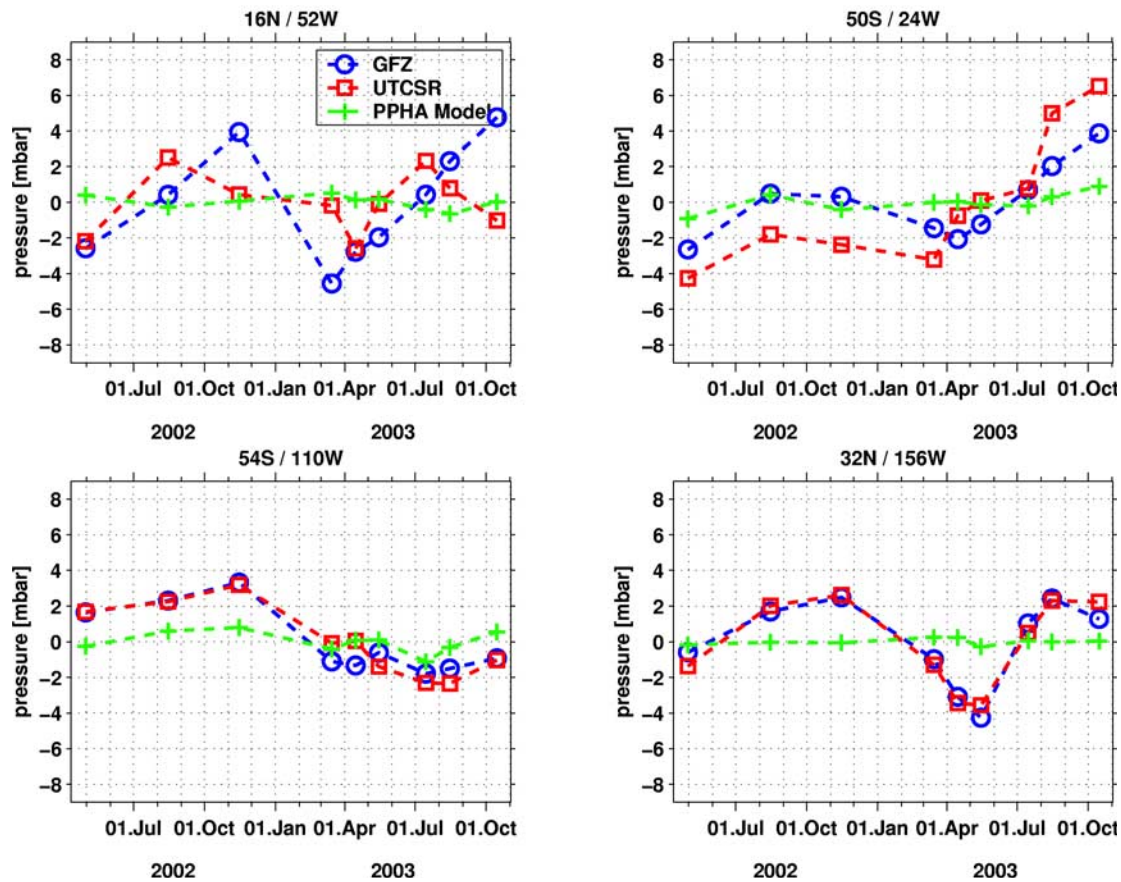 16N / 52W
8
6
4
2
0
−2
−4
−6
−8
pressure [mbar]
GFZ
UTCSR
PPHA Model
01.Jul 01.Oct 01.Jan 01.Apr 01.Jul 01.Oct
2002 2003
50S / 24W
8
6
4
2
0
−2
−4
−6
−8
pressure [mbar]
01.Jul 01.Oct 01.Jan 01.Apr 01.Jul 01.Oct
2002 2003
54S / 110W
8
6
4
2
0
−2
−4
−6
−8
pressure [mbar]
01.Jul 01.Oct 01.Jan 01.Apr 01.Jul 01.Oct
2002 2003
32N / 156W
8
6
4
2
0
−2
−4
−6
−8
pressure [mbar]
01.Jul 01.Oct 01.Jan 01.Apr 01.Jul 01.Oct
2002 2003